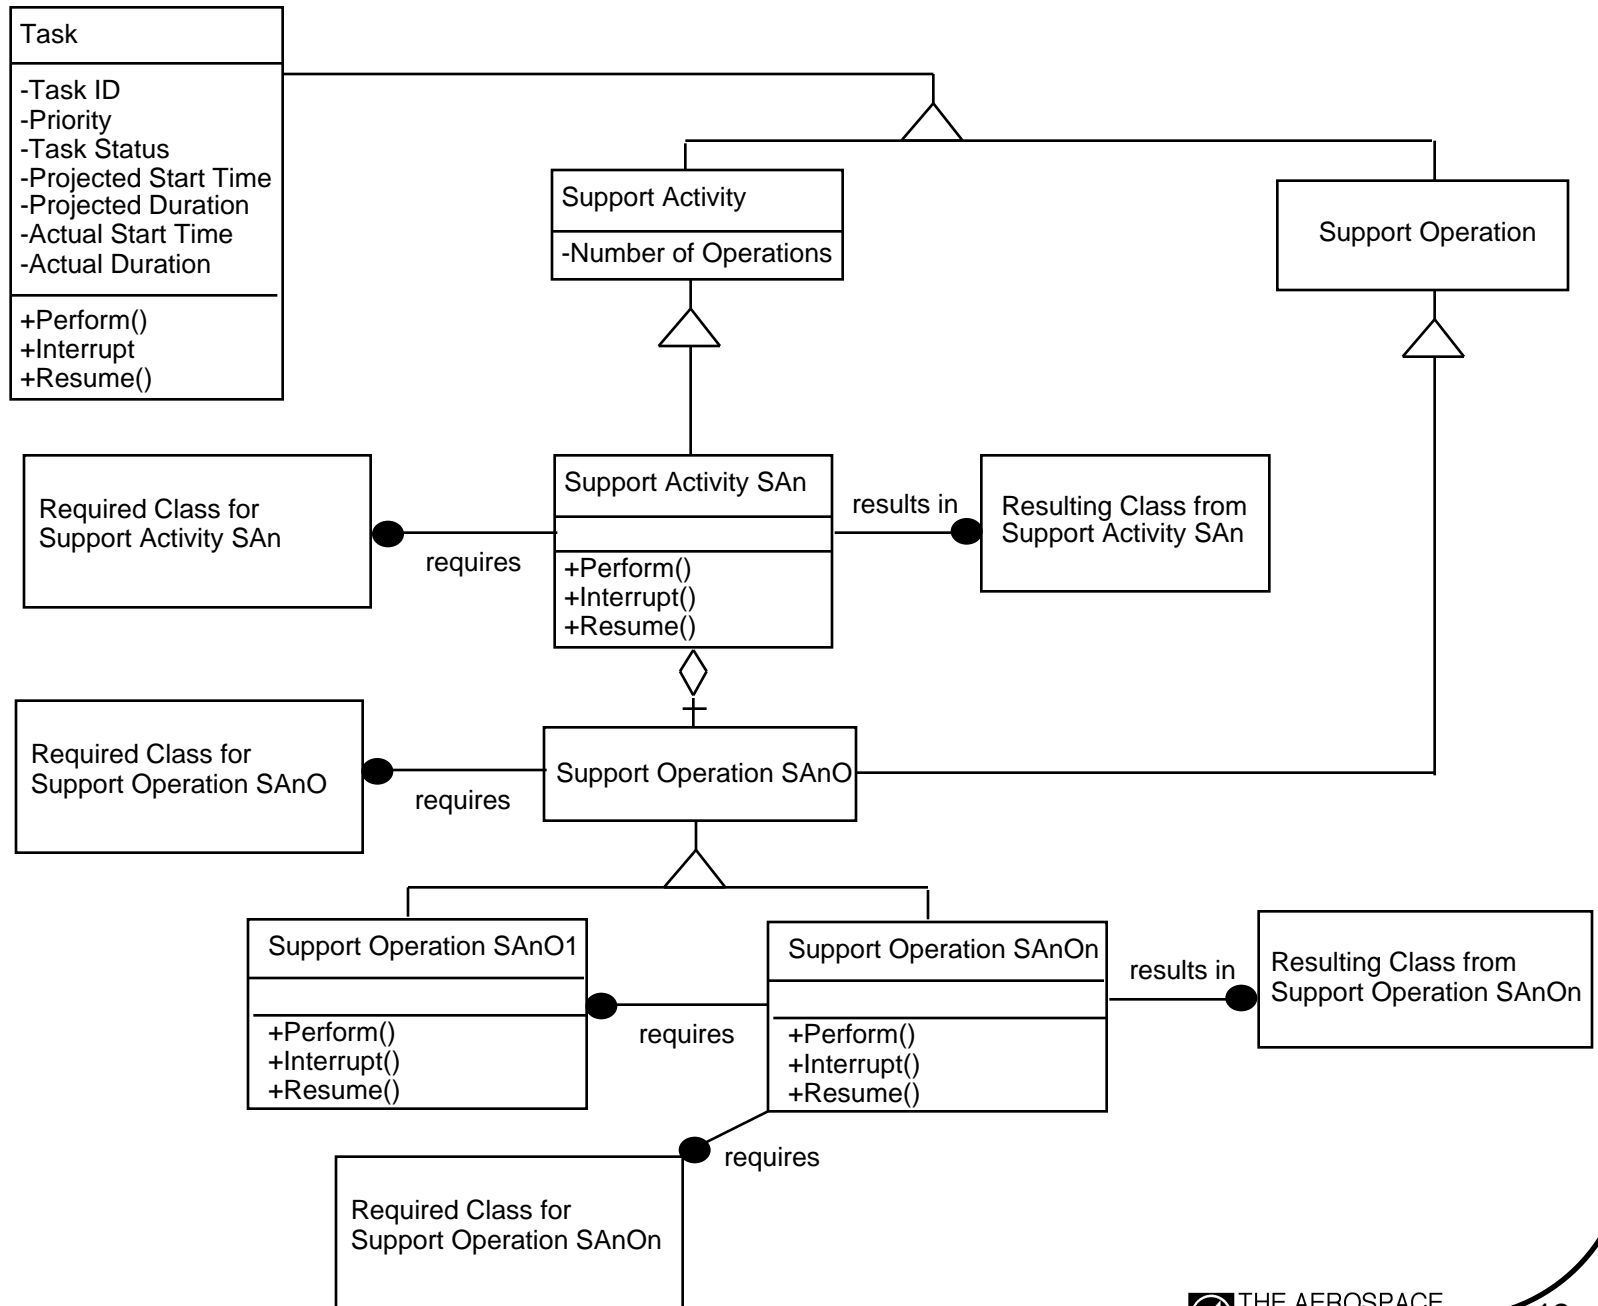 Task
-Task ID
-Priority
-Task Status
-Projected Start Time
-Projected Duration
-Actual Start Time
-Actual Duration
+Perform()
+Interrupt
+Resume()
Support Activity
-Number of Operations
Support Operation
Required Class for
Support Activity SAn
requires
Support Activity SAn
+Perform()
+Interrupt()
+Resume()
results in
Resulting Class from
Support Activity SAn
Required Class for
Support Operation SAnO
requires
Support Operation SAnO
Support Operation SAnO1
+Perform()
+Interrupt()
+Resume()
requires
Support Operation SAnOn
+Perform()
+Interrupt()
+Resume()
results in
Resulting Class from
Support Operation SAnOn
requires
Required Class for
Support Operation SAnOn
THE AEROSPACE